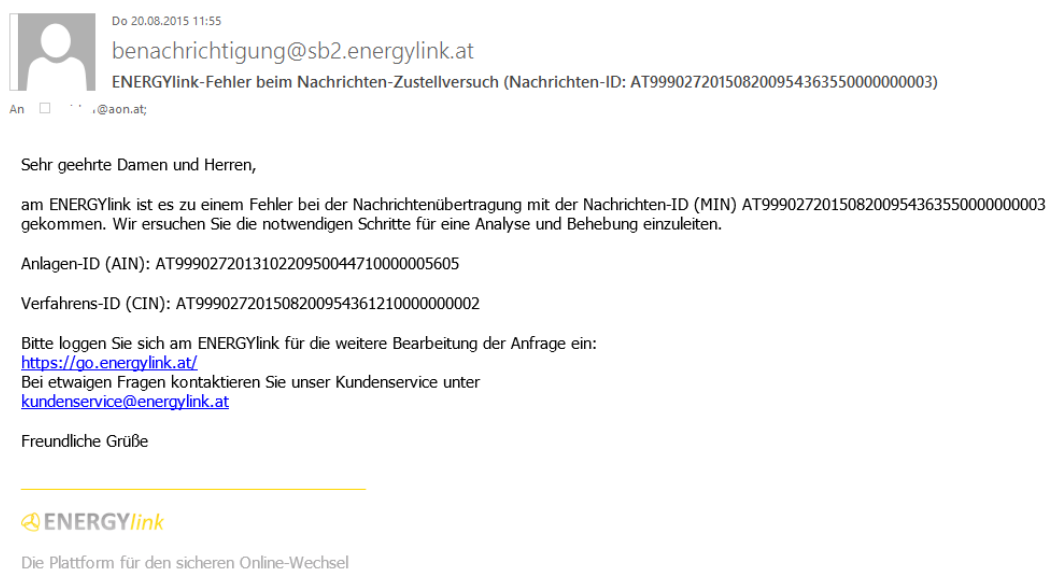 Do 20.08.2015 11:55
benachrichtigung@sb2.energylink.at
ENERGYlink-Fehler beim Nachrichten-Zustellversuch (Nachrichten-ID: AT999027201508200954363550000000003)
An @aon.at;
Sehr geehrte Damen und Herren,
am ENERGYlink ist es zu einem Fehler bei der Nachrichtenübertragung mit der Nachrichten-ID (MIN) AT999027201508200954363550000000003
gekommen. Wir ersuchen Sie die notwendigen Schritte für eine Analyse und Behebung einzuleiten.
Anlagen-ID (AIN): AT999027201310220950044710000005605
Verfahrens-ID (CIN): AT999027201508200954361210000000002
Bitte loggen Sie sich am ENERGYlink für die weitere Bearbeitung der Anfrage ein:
https://go.energylink.at/
Bei etwaigen Fragen kontaktieren Sie unser Kundenservice unter
kundenservice@energylink.at
Freundliche Grüße
ENERGYlink
Die Plattform für den sicheren Online-Wechsel